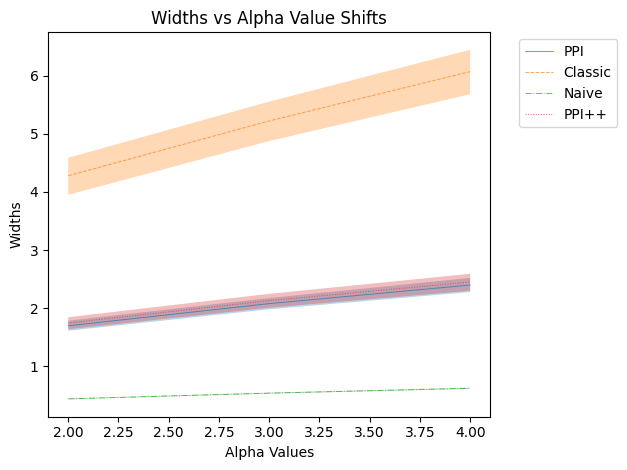 Widths vs Alpha Value Shifts
PPI
Classic
Naive
PPI++
6
5
4
3
2
1
Widths
2.00 2.25 2.50 2.75 3.00 3.25 3.50 3.75 4.00
Alpha Values